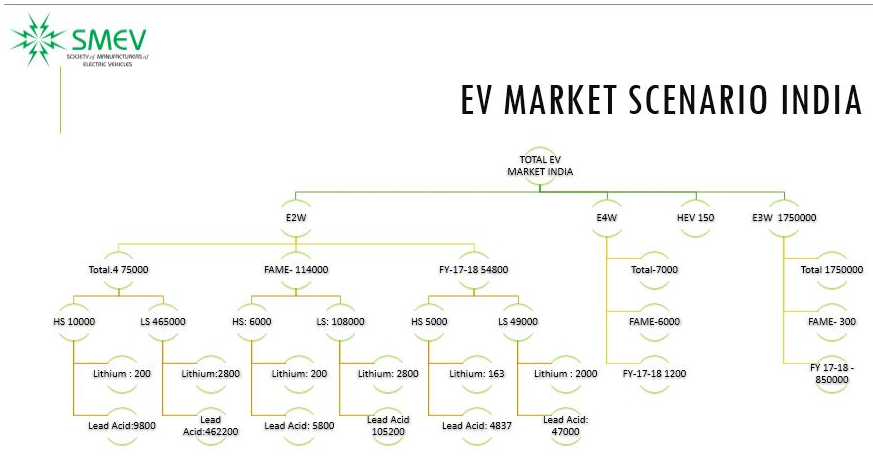 SMEV
SOCIETY of MANUFACTURERS of
ELECTRIC VEHICLES
EV MARKET SCENARIO INDIA
TOTAL EV
MARKET INDIA
E2W
E4W
HEV 150
E3W 1750000
Total.4 75000
FAME- 114000
FY-17-18 54800
Total-7000
Total 1750000
HS 10000
LS 465000
HS: 6000
LS: 108000
HS 5000
LS 49000
FAME-6000
FAME- 300
Lithium : 200
Lithium:2800
Lithium: 200
Lithium: 2800
Lithium: 163
Lithium : 2000
FY-17-18 1200
FY 17-18 -
850000
Lead Acid:9800
Lead
Acid:462200
Lead Acid: 5800
Lead Acid
105200
Lead Acid: 4837
Lead Acid:
47000